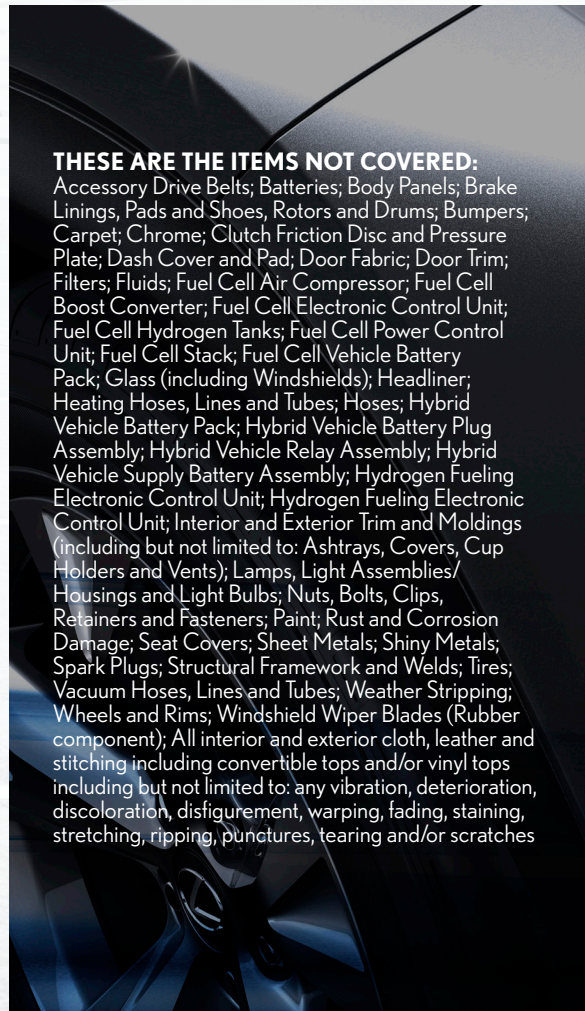 THESE ARE THE ITEMS NOT COVERED:
Accessory Drive Belts; Batteries; Body Panels; Brake
Linings, Pads and Shoes, Rotors and Drums; Bumpers;
Carpet; Chrome; Clutch Friction Disc and Pressure
Plate; Dash Cover and Pad; Door Fabric; Door Trim;
Filters; Fluids; Fuel Cell Air Compressor; Fuel Cell
Boost Converter; Fuel Cell Electronic Control Unit;
Fuel Cell Hydrogen Tanks; Fuel Cell Power Control
Unit; Fuel Cell Stack; Fuel Cell Vehicle Battery
Pack; Glass (including Windshields); Headliner;
Heating Hoses, Lines and Tubes; Hoses; Hybrid
Vehicle Battery Pack; Hybrid Vehicle Battery Plug
Assembly; Hybrid Vehicle Relay Assembly; Hybrid
Vehicle Supply Battery Assembly; Hydrogen Fueling
Electronic Control Unit; Hydrogen Fueling Electronic
Control Unit; Interior and Exterior Trim and Moldings
(including but not limited to: Ashtrays, Covers, Cup
Holders and Vents); Lamps, Light Assemblies/
Housings and Light Bulbs; Nuts, Bolts, Clips,
Retainers and Fasteners; Paint; Rust and Corrosion
Damage; Seat Covers; Sheet Metals; Shiny Metals;
Spark Plugs; Structural Framework and Welds; Tires;
Vacuum Hoses, Lines and Tubes; Weather Stripping;
Wheels and Rims; Windshield Wiper Blades (Rubber
component); All interior and exterior cloth, leather and
stitching including convertible tops and/or vinyl tops
including but not limited to: any vibration, deterioration,
discoloration, disfigurement, warping, fading, staining,
stretching, ripping, punctures, tearing and/or scratches